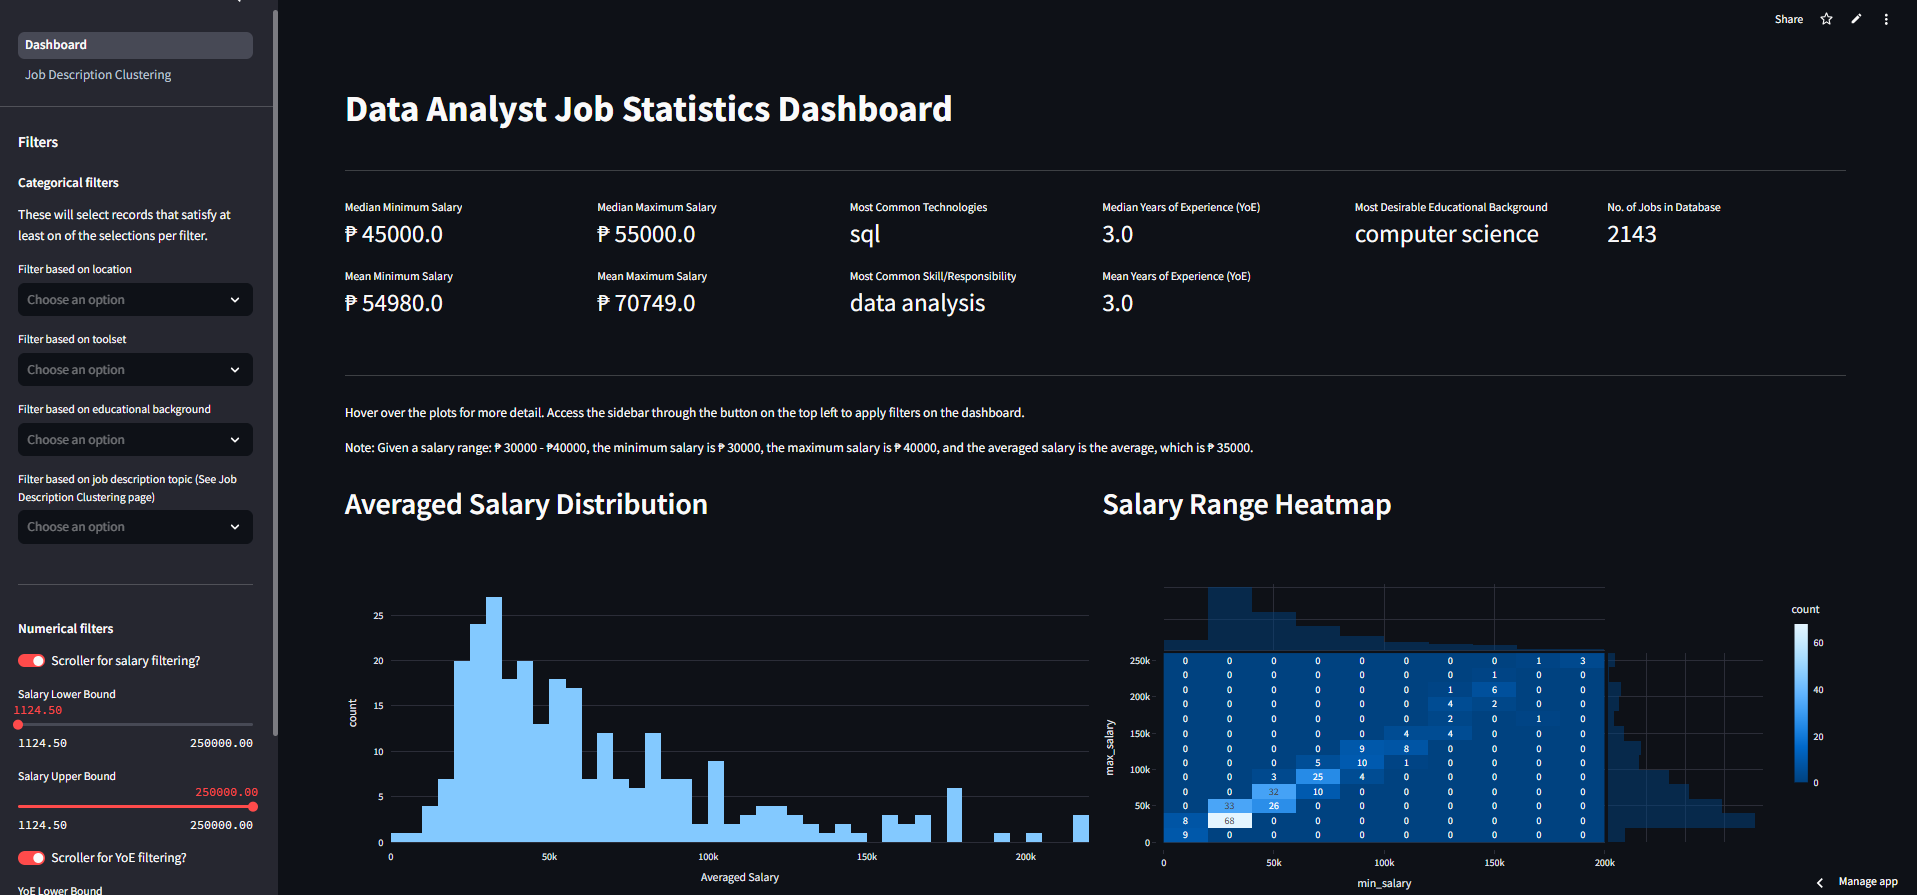 Share
Dashboard
Job Description Clustering
Filters
Categorical filters
These will select records that satisfy at
least on of the selections per filter.
Filter based on location
Choose an option
Filter based on toolset
Choose an option
Filter based on educational background
Choose an option
Filter based on job description topic (See Job
Description Clustering page)
Choose an option
Numerical filters
Scroller for salary filtering?
Salary Lower Bound
1124.50
1124.50 250000.00
Salary Upper Bound
250000.00
1124.50 250000.00
Scroller for YoE filtering?
YoE Lower Bound
Data Analyst Job Statistics Dashboard
Median Minimum Salary
₱ 45000.0
Median Maximum Salary
₱ 55000.0
Most Common Technologies
sql
Median Years of Experience (YoE)
3.0
Most Desirable Educational Background
computer science
No. of Jobs in Database
2143
Mean Minimum Salary
₱ 54980.0
Mean Maximum Salary
₱ 70749.0
Most Common Skill/Responsibility
data analysis
Mean Years of Experience (YoE)
3.0
Hover over the plots for more detail. Access the sidebar through the button on the top left to apply filters on the dashboard.
Note: Given a salary range: ₱ 30000 - ₱40000, the minimum salary is ₱ 30000, the maximum salary is ₱ 40000, and the averaged salary is the average, which is ₱ 35000.
Averaged Salary Distribution
25
20
15
10
5
0
count
0 50k 100k 150k 200k
Averaged Salary
Salary Range Heatmap
count
60
40
20
0
max_salary
250k 0 0 0 0 0 0 0 0 1 3
0 0 0 0 0 0 0 1 0 0
200k 0 0 0 0 0 0 1 6 0 0
0 0 0 0 0 0 4 2 0 0
0 0 0 0 0 0 2 0 1 0
150k 0 0 0 0 0 4 4 0 0 0
0 0 0 0 9 8 0 0 0 0
0 0 0 5 10 1 0 0 0 0
100k 0 0 3 25 4 0 0 0 0 0
0 0 32 10 0 0 0 0 0 0
50k 0 33 26 0 0 0 0 0 0 0
8 68 0 0 0 0 0 0 0 0
0 9 0 0 0 0 0 0 0 0 0
0 50k 100k 150k 200k
min_salary
Manage app